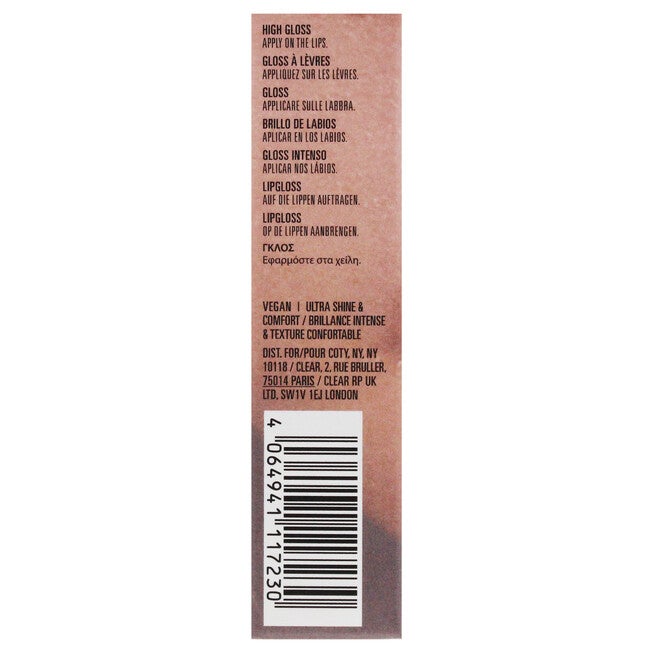 HIGH GLOSS
APPLY ON THE LIPS.
GLOSS À LÈVRES
APPLIQUEZ SUR LES LÈVRES.
GLOSS
APPLICARE SULLE LABBRA.
BRILLO DE LABIOS
APLICAR EN LOS LABIOS.
GLOSS INTENSO
APLICAR NOS LÁBIOS.
LIPGLOSS
AUF DIE LIPPEN AUFTRAGEN.
LIPGLOSS
OP DE LIPPEN AANBRENGEN.
ΓΚΛΟΣ
Εφαρμόστε στα χείλη.
VEGAN | ULTRA SHINE &
COMFORT / BRILLANCE INTENSE
& TEXTURE CONFORTABLE
DIST. FOR/POUR COTY, NY, NY
10118 / CLEAR, 2, RUE BRULLER,
75014 PARIS / CLEAR RP UK
LTD, SW1V 1EJ LONDON
4 064941 117230